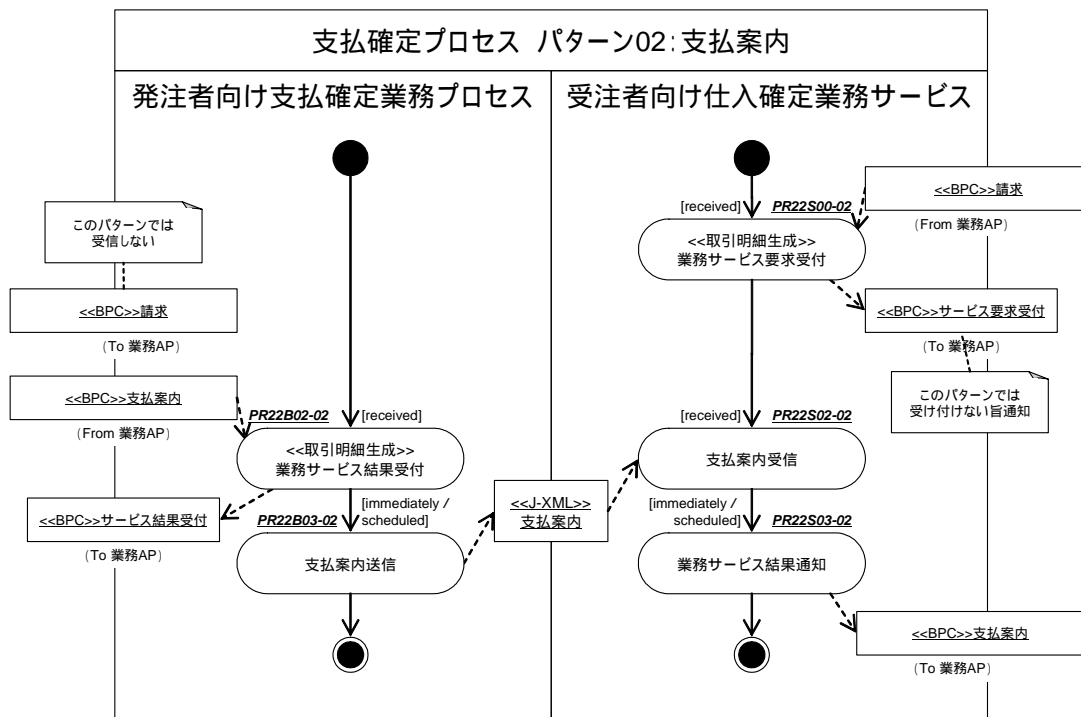 支払確定プロセス パターン02：支払案内
発注者向け支払確定業務プロセス
受注者向け仕入確定業務サービス
このパターンでは
受信しない
<<BPC>>請求
(To 業務AP)
<<BPC>>支払案内
(From 業務AP)
PR22B02-02
[received]
<<取引明細生成>>
業務サービス結果受付
<<BPC>>サービス結果受付
(To 業務AP)
PR22B03-02
[immediately /
scheduled]
支払案内送信
<<J-XML>>
支払案内
[received]
PR22S00-02
<<BPC>>請求
(From 業務AP)
<<取引明細生成>>
業務サービス要求受付
<<BPC>>サービス要求受付
(To 業務AP)
このパターンでは
受け付けない旨通知
[received]
PR22S02-02
支払案内受信
[immediately /
scheduled]
PR22S03-02
業務サービス結果通知
<<BPC>>支払案内
(To 業務AP)